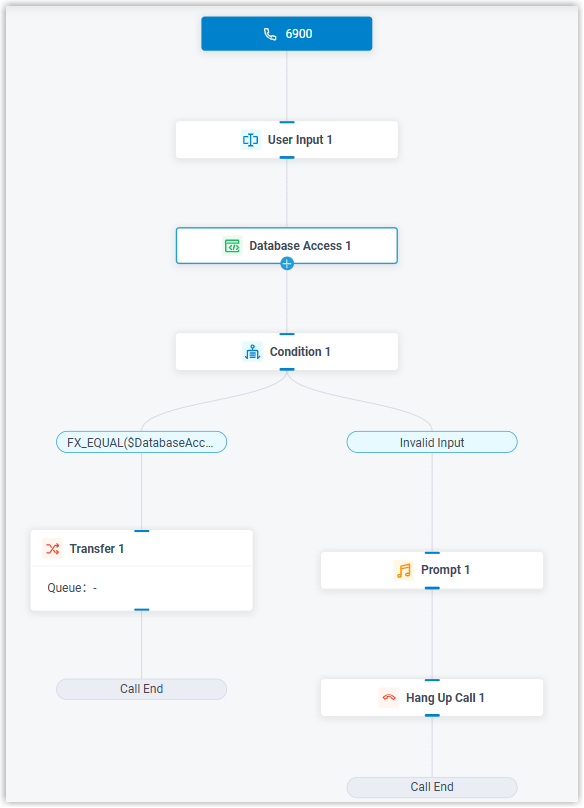 6900
User Input 1
Database Access 1
Condition 1
FX_EQUAL($DatabaseAcc...
Invalid Input
Transfer 1
Queue: -
Call End
Prompt 1
Hang Up Call 1
Call End